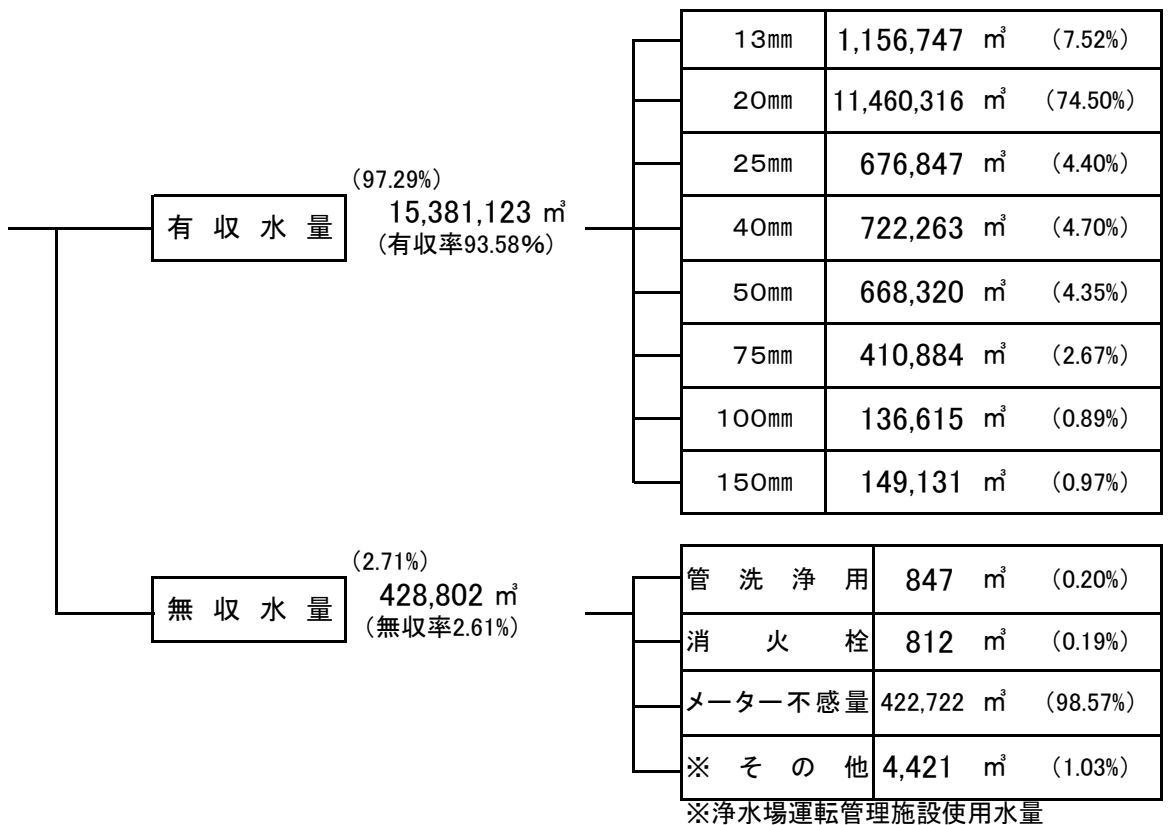 13㎜ 1,156,747 ㎥ (7.52%)
20㎜ 11,460,316 ㎥ (74.50%)
25㎜ 676,847 ㎥ (4.40%)
(97.29%)
有収水量 15,381,123 ㎥
(有収率93.58%)
40㎜ 722,263 ㎥ (4.70%)
50㎜ 668,320 ㎥ (4.35%)
75㎜ 410,884 ㎥ (2.67%)
100㎜ 136,615 ㎥ (0.89%)
150㎜ 149,131 ㎥ (0.97%)
(2.71%)
無収水量 428,802 ㎥
(無収率2.61%)
管洗浄用 847 ㎥ (0.20%)
消火栓 812 ㎥ (0.19%)
メーター不感量 422,722 ㎥ (98.57%)
※その他 4,421 ㎥ (1.03%)
※浄水場運転管理施設使用水量